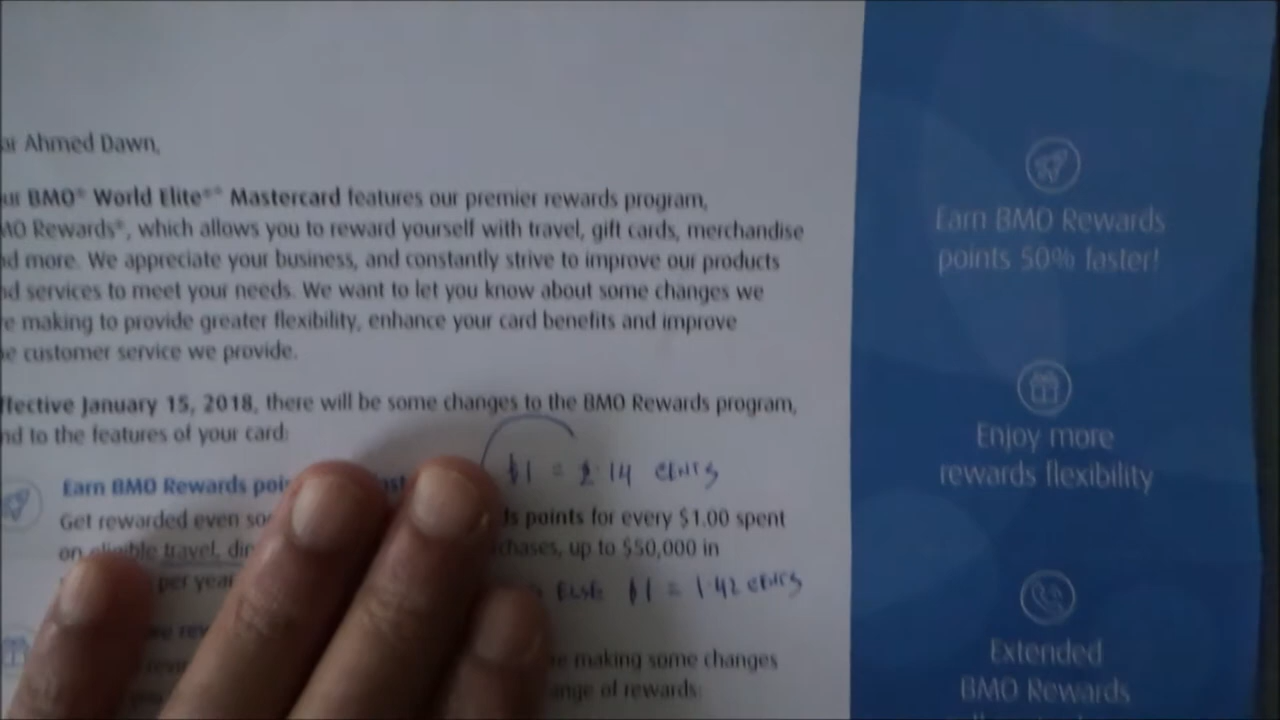 ar Ahmed Dawn,
ur BMO® World Elite®* Mastercard features our premier rewards program,
MO Rewards®, which allows you to reward yourself with travel, gift cards, merchandise
d more. We appreciate your business, and constantly strive to improve our products
d services to meet your needs. We want to let you know about some changes we
e making to provide greater flexibility, enhance your card benefits and improve
e customer service we provide.
ffective January 15, 2018, there will be some changes to the BMO Rewards program,
nd to the features of your card:
$1 = 2.14 CENTS
Earn BMO Rewards poi
Get rewarded even so ds points for every $1.00 spent
on eligible travel, di chases, up to $50,000 in
per year
ELSE $1 = 1.42 CENTS
e making some changes
ange of rewards:
Earn BMO Rewards
points 50% faster!
Enjoy more
rewards flexibility
Extended
BMO Rewards